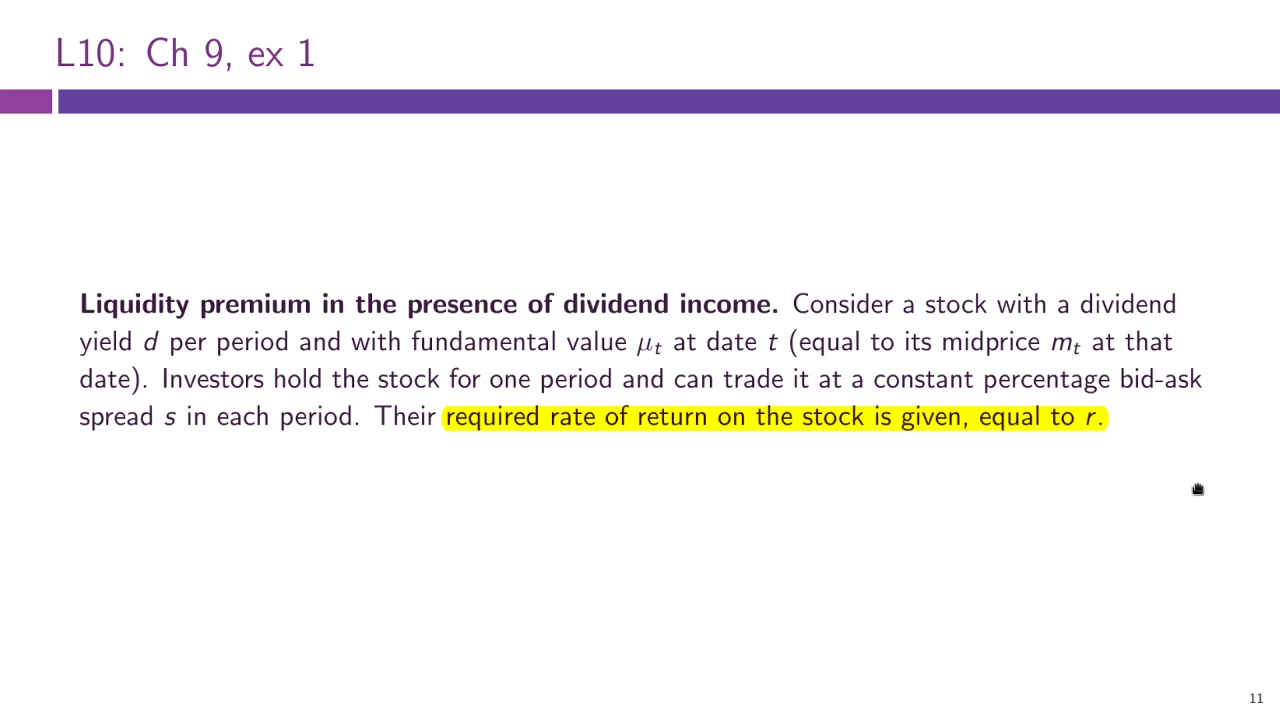 L10: Ch 9, ex 1
Liquidity premium in the presence of dividend income. Consider a stock with a dividend
yield d per period and with fundamental value μt at date t (equal to its midprice mt at that
date). Investors hold the stock for one period and can trade it at a constant percentage bid-ask
spread s in each period. Their required rate of return on the stock is given, equal to r.
11